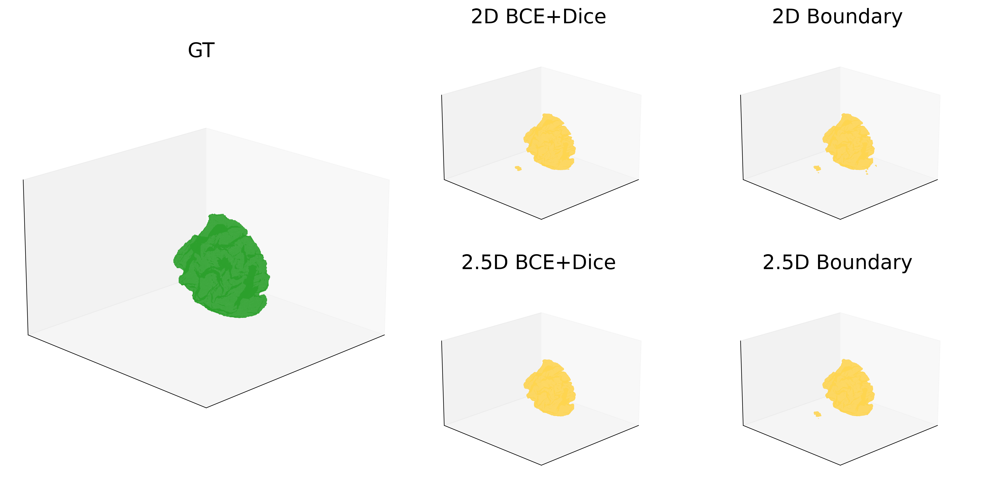 GT
2D BCE+Dice
2D Boundary
2.5D BCE+Dice
2.5D Boundary